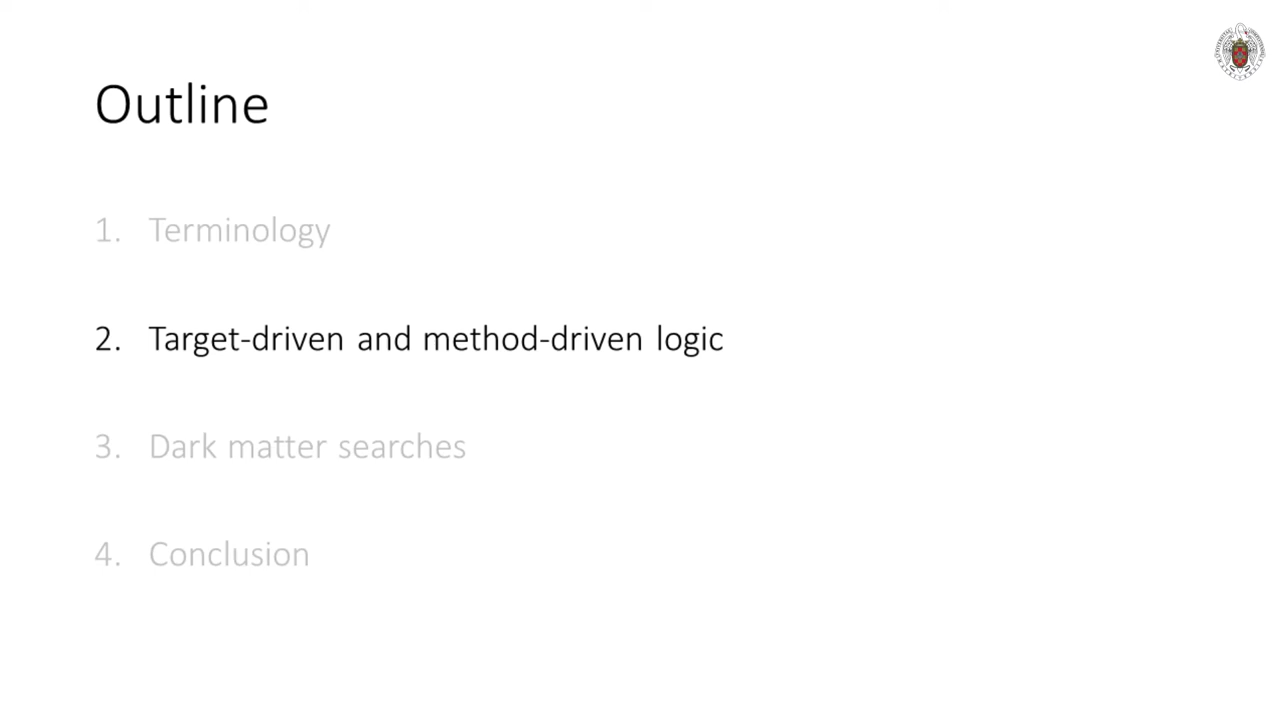 Outline
1. Terminology
2. Target-driven and method-driven logic
3. Dark matter searches
4. Conclusion